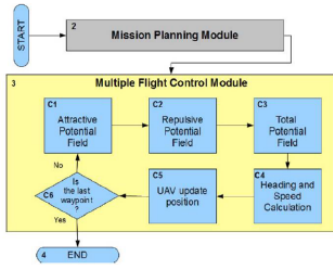 START
2
Mission Planning Module
3
Multiple Flight Control Module
C1
Attractive
Potential
Field
C2
Repulsive
Potential
Field
C3
Total
Potential
Field
C4
Heading and
Speed
Calculation
C5
UAV update
position
C6
Is
the last
waypoint
?
No
Yes
4
END